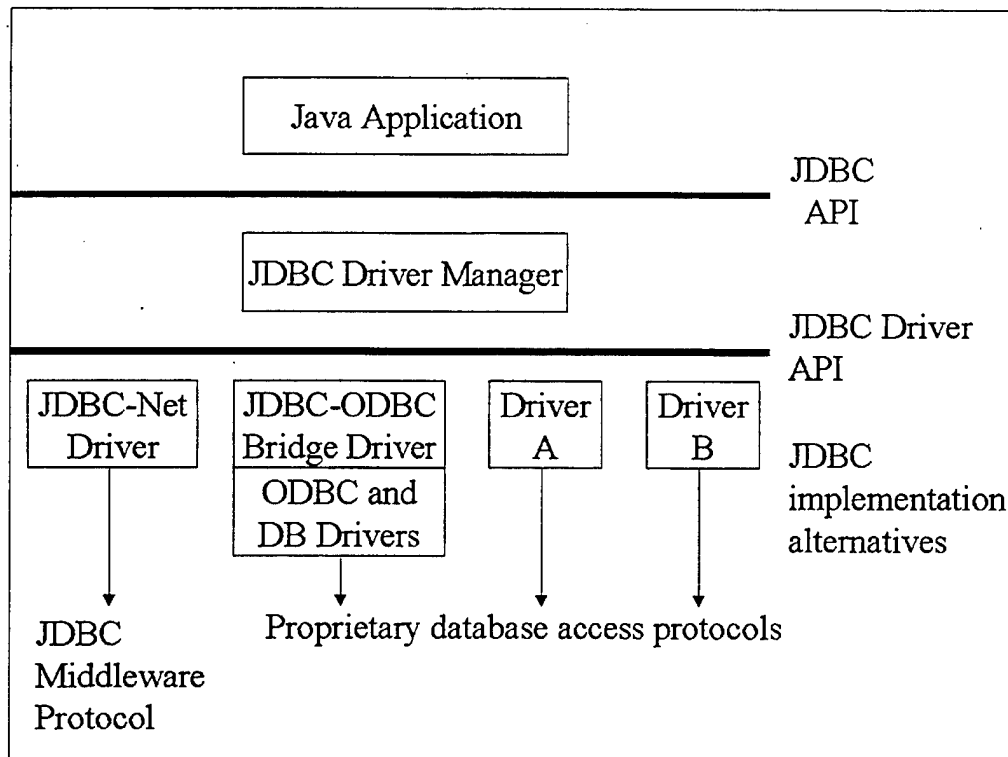 Java Application
JDBC
API
JDBC Driver Manager
JDBC Driver
API
JDBC-Net
Driver
JDBC-ODBC
Bridge Driver
ODBC and
DB Drivers
Driver
A
Driver
B
JDBC
implementation
alternatives
JDBC
Middleware
Protocol
Proprietary database access protocols